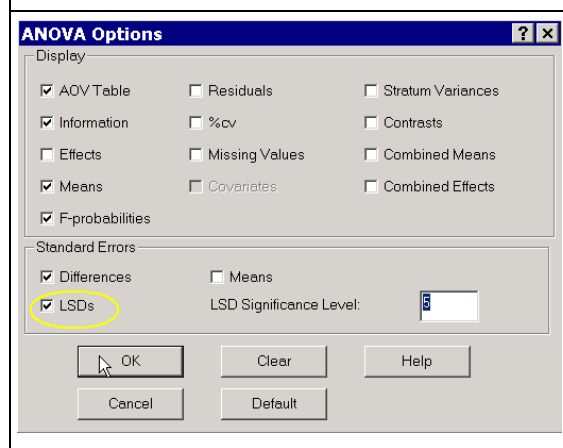 ANOVA Options ? ×
Display
AOV Table Residuals Stratum Variances
Information %cv Contrasts
Effects Missing Values Combined Means
Means Covariates Combined Effects
F-probabilities
Standard Errors
Differences Means
LSDs LSD Significance Level: 5
OK Clear Help
Cancel Default